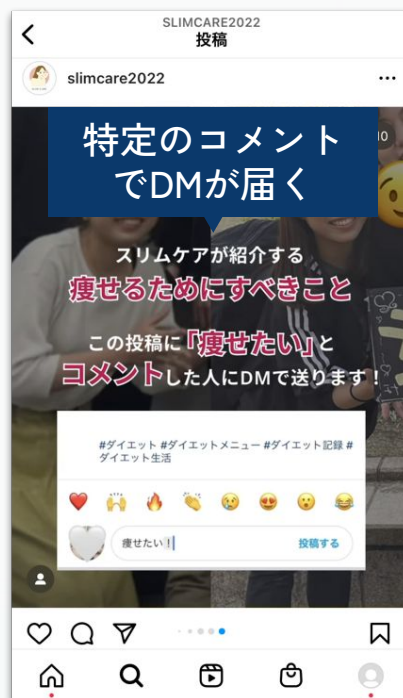 SLIMCARE2022
投稿
slimcare2022
特定のコメント
でDMが届く
10
スリムケアが紹介する
痩せるためにすべきこと
この投稿に「痩せたい」と
コメントした人にDMで送ります！
#ダイエット #ダイエットメニュー #ダイエット記録 #
ダイエット生活
痩せたい！
投稿する